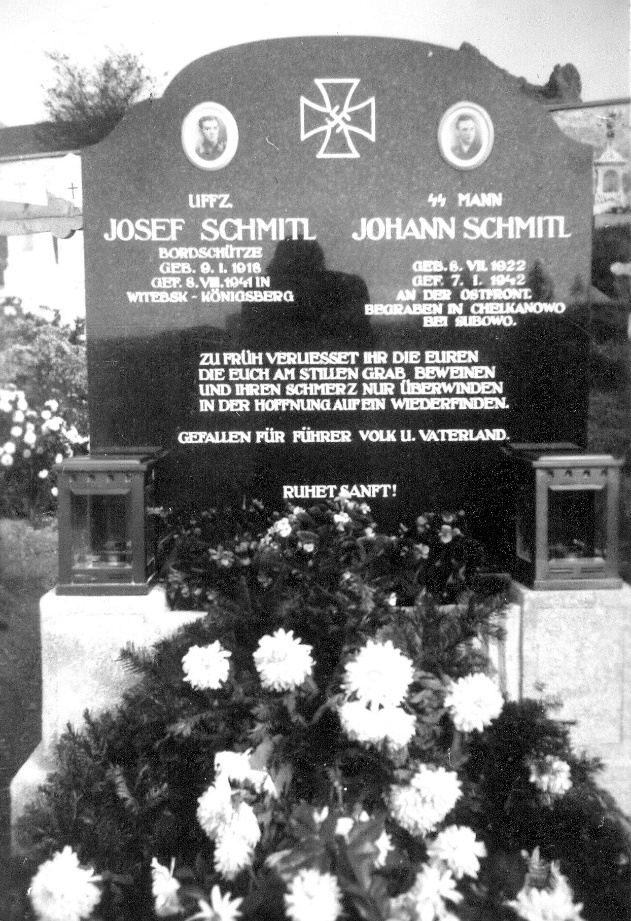 UFFZ.
JOSEF SCHMITL
BORDSCHÜTZE
GEB. 9. I. 1918
GEF. 8. VIII. 1941 IN
WITEBSK - KÖNIGSBERG
ϟϟ MANN
JOHANN SCHMITL
GEB. 8. VII. 1922
GEF. 7. I. 1942
AN DER OSTFRONT.
BEGRABEN IN CHELKANOWO
BEI SUBOWO.
ZU FRÜH VERLIESSET IHR DIE EUREN
DIE EUCH AM STILLEN GRAB BEWEINEN
UND IHREN SCHMERZ NUR ÜBERWINDEN
IN DER HOFFNUNG AUF EIN WIEDERFINDEN.
GEFALLEN FÜR FÜHRER VOLK U. VATERLAND.
RUHET SANFT!